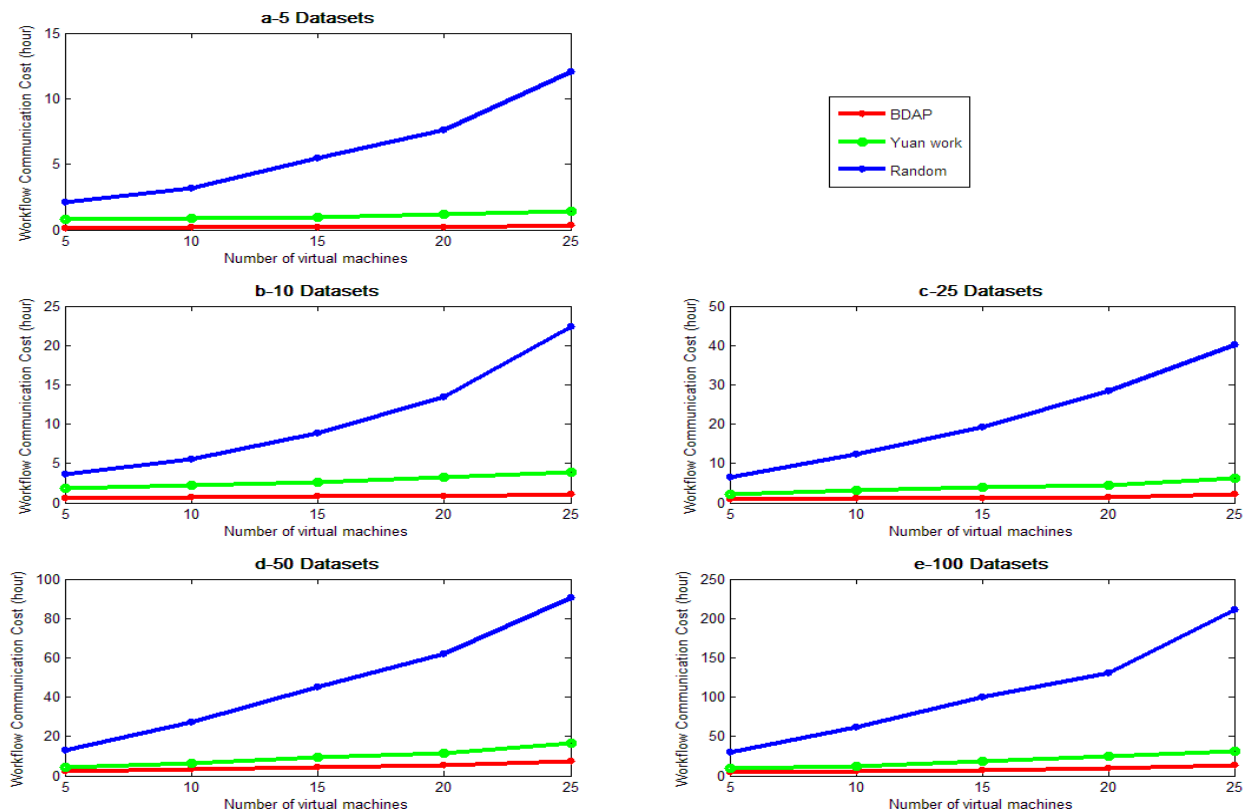 a-5 Datasets
Workflow Communication Cost (hour)
15
10
5
0
5 10 15 20 25
Number of virtual machines
BDAP
Yuan work
Random
b-10 Datasets
Workflow Communication Cost (hour)
25
20
15
10
5
0
5 10 15 20 25
Number of virtual machines
c-25 Datasets
Workflow Communication Cost (hour)
50
40
30
20
10
0
5 10 15 20 25
Number of virtual machines
d-50 Datasets
Workflow Communication Cost (hour)
100
80
60
40
20
0
5 10 15 20 25
Number of virtual machines
e-100 Datasets
Workflow Communication Cost (hour)
250
200
150
100
50
0
5 10 15 20 25
Number of virtual machines